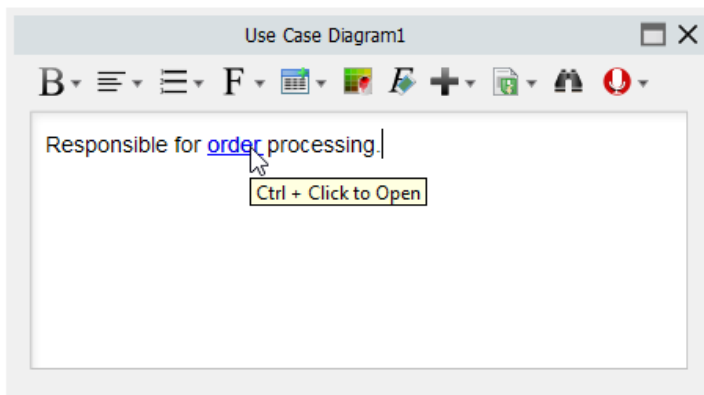 Use Case Diagram1
B F F
Responsible for order processing.
Ctrl + Click to Open